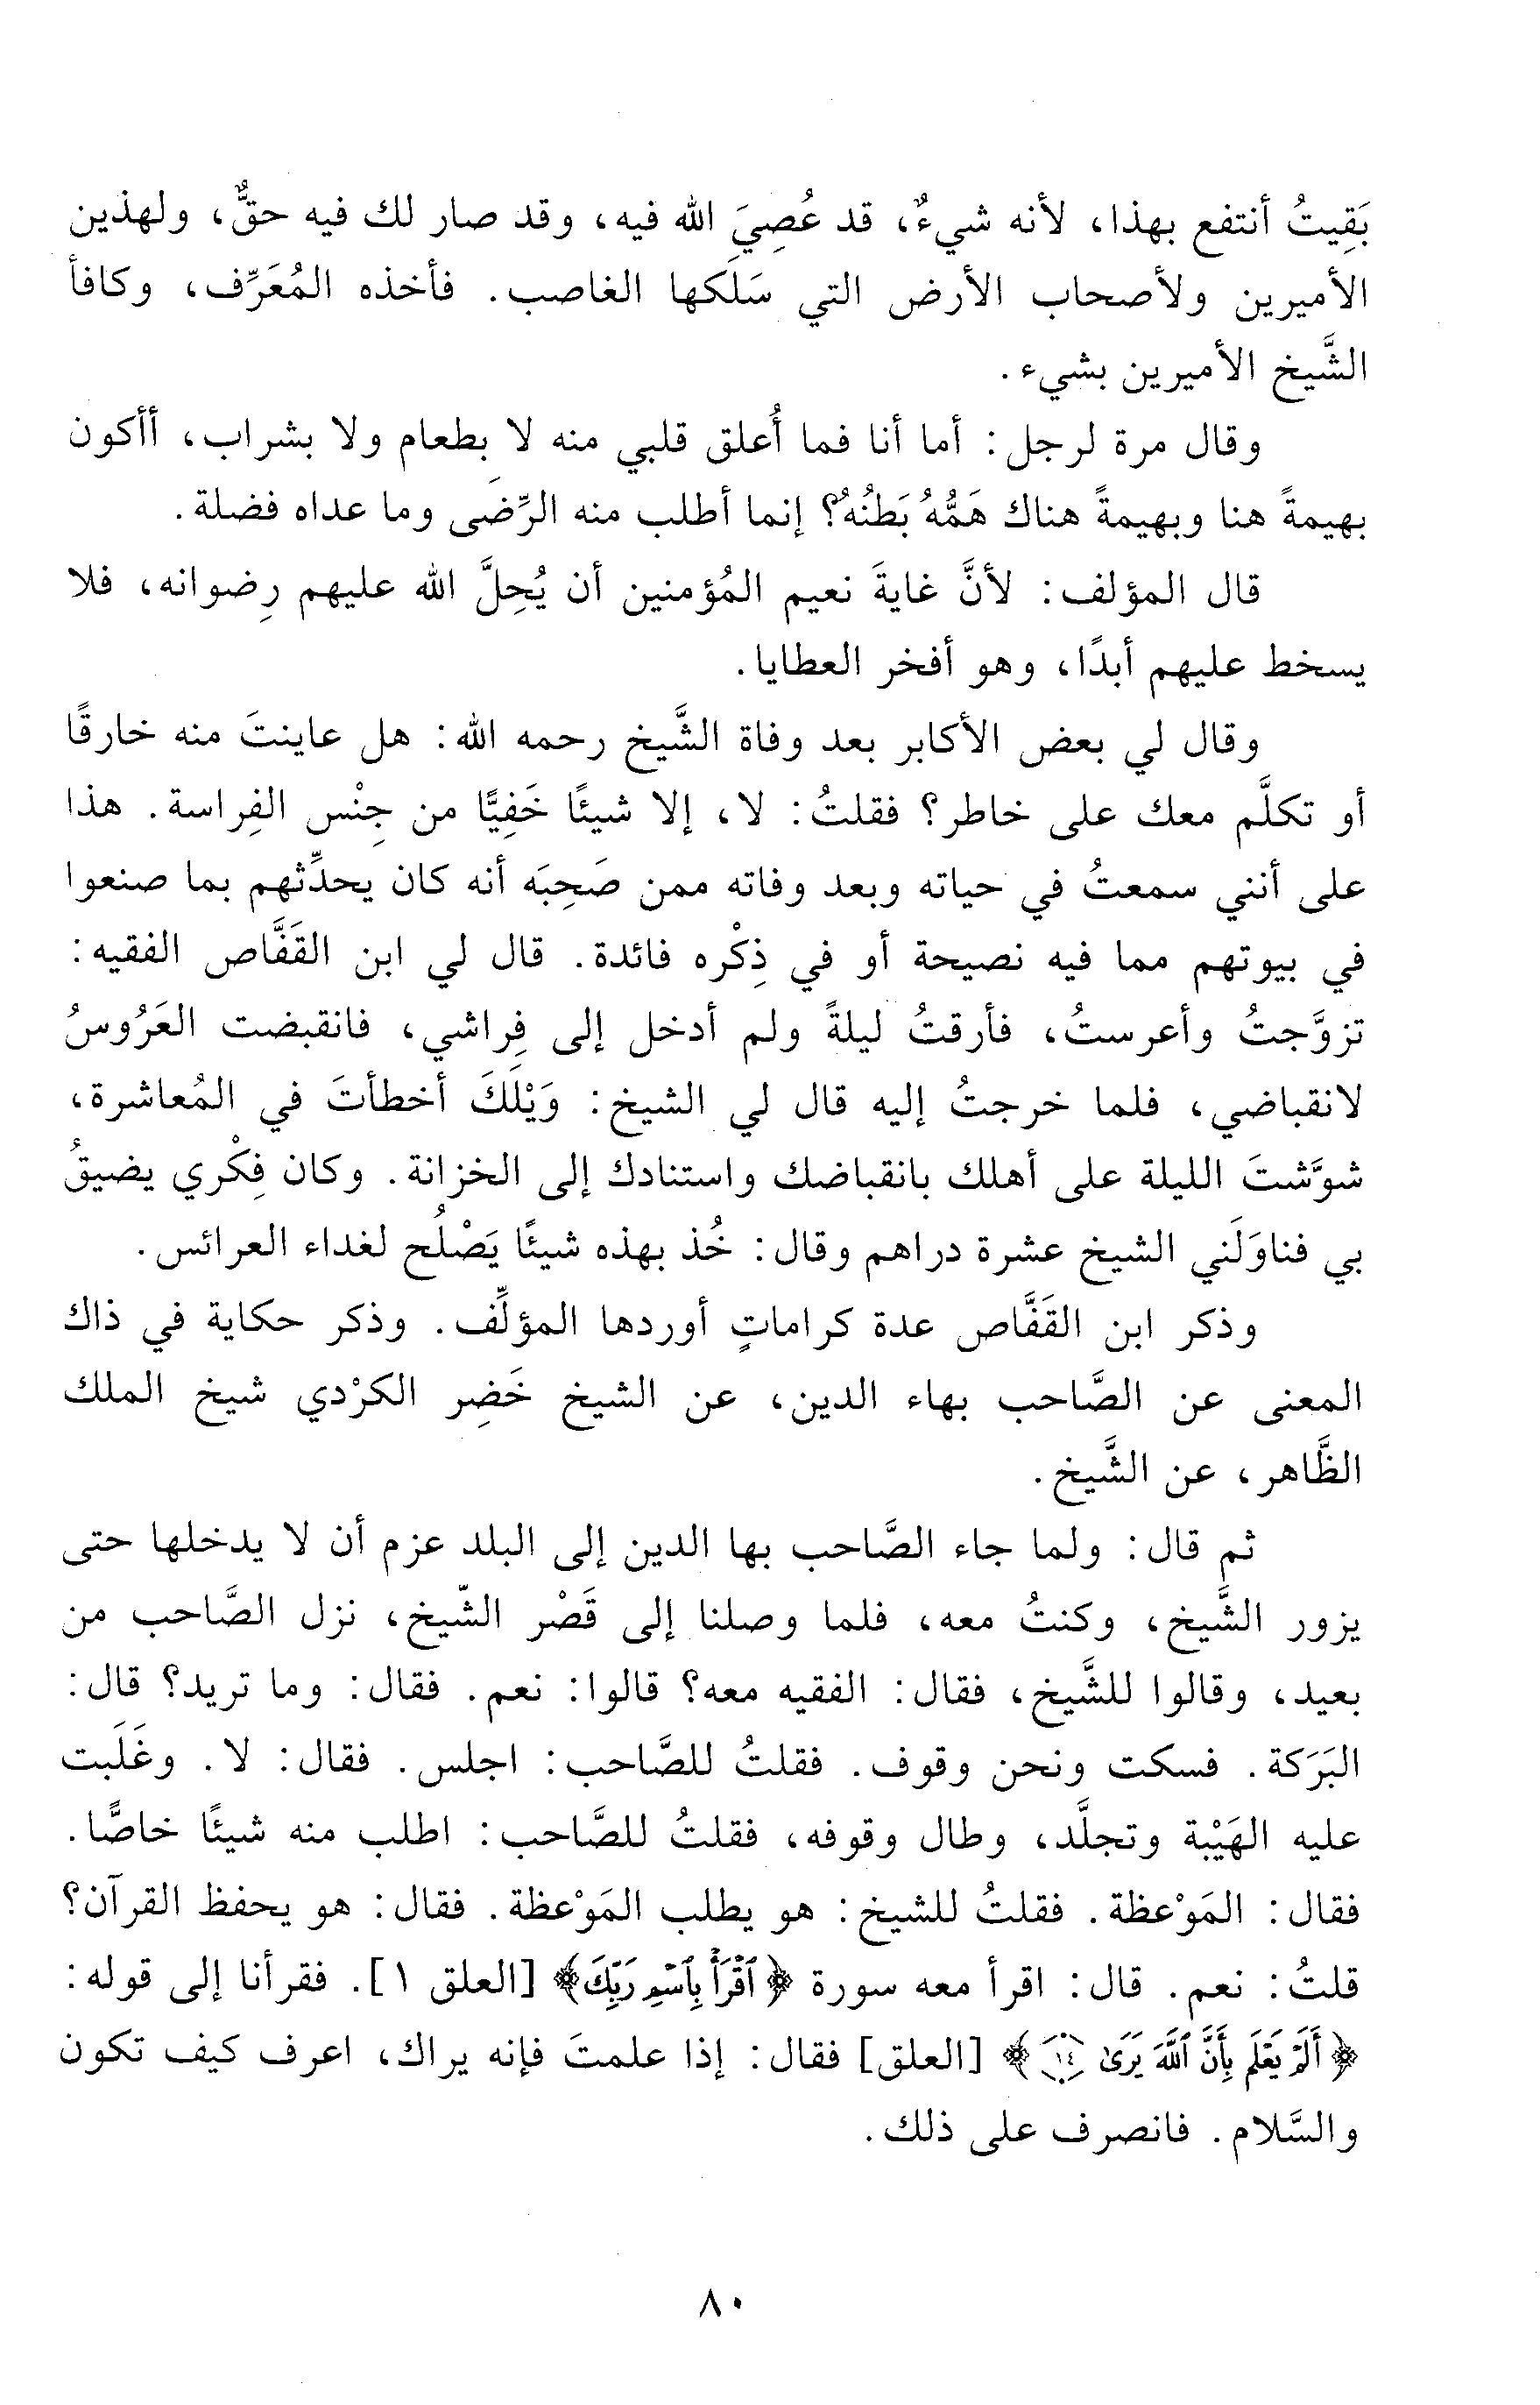 بَقِيتُ أنتفع بهذا، لأنه شيءٌ، قد عُصِيَ الله فيه، وقد صار لك فيه حقٌّ، ولهذين
الأميرين ولأصحاب الأرض التي سَلَكها الغاصب. فأخذه المُعَرِّف، وكافأ
الشَّيخ الأميرين بشيء.
وقال مرة لرجل: أما أنا فما أُعلق قلبي منه لا بِطعام ولا بشراب، أأكون
بهيمةً هنا وبهيمةً هناك هَمُّهُ بَطنُهُ؟ إنما أطلب منه الرِّضَى وما عداه فضلة.
قال المؤلف: لأنَّ غايةَ نعيم المُؤمنين أن يُحِلَّ الله عليهم رِضوانه، فلا
يسخط عليهم أبدًا، وهو أفخر العطايا.
وقال لي بعض الأكابر بعد وفاة الشَّيخ رحمه الله: هل عاينتَ منه خارقًا
أو تكلَّم معك على خاطر؟ فقلتُ: لا، إلا شيئًا خَفِيًّا من جِنْس الفِراسة. هذا
على أنني سمعتُ في حياته وبعد وفاته ممن صَحِبَه أنه كان يحدِّثهم بما صنعوا
في بيوتهم مما فيه نصيحة أو في ذِكْره فائدة. قال لي ابن القَفَّاص الفقيه:
تزوَّجتُ وأعرستُ، فأرقتُ ليلةً ولم أدخل إلى فِراشي، فانقبضت العَرُوسُ
لانقباضي، فلما خرجتُ إليه قال لي الشيخ: وَيْلَكَ أخطأتَ في المُعاشرة،
شوَّشتَ الليلة على أهلك بانقباضك واستنادك إلى الخزانة. وكان فِكْري يضيقُ
بي فناوَلَني الشيخ عشرة دراهم وقال: خُذ بهذه شيئًا يَصْلُح لغداء العرائس.
وذكر ابن القَفَّاص عدة كراماتٍ أوردها المؤلِّف. وذكر حكاية في ذاك
المعنى عن الصَّاحب بهاء الدين، عن الشيخ خَضِر الكرْدي شيخ الملك
الظَّاهر، عن الشَّيخ.
ثم قال: ولما جاء الصَّاحب بها الدين إلى البلد عزم أن لا يدخلها حتى
يزور الشَّيخ، وكنتُ معه، فلما وصلنا إلى قَصْر الشّيخ، نزل الصَّاحب من
بعيد، وقالوا للشَّيخ، فقال: الفقيه معه؟ قالوا: نعم. فقال: وما تريد؟ قال:
البَرَكة. فسكت ونحن وقوف. فقلتُ للصَّاحب: اجلس. فقال: لا. وغَلَبت
عليه الهَيْبة وتجلَّد، وطال وقوفه، فقلتُ للصَّاحب: اطلب منه شيئًا خاصًّا.
فقال: المَوْعظة. فقلتُ للشيخ: هو يطلب المَوْعظة. فقال: هو يحفظ القرآن؟
قلتُ: نعم. قال: اقرأ معه سورة ﴿ٱقْرَأْ بِٱسْمِ رَبِّكَ﴾ [العلق ١]. فقرأنا إلى قوله:
﴿أَلَمْ يَعْلَم بِأَنَّ ٱللَّهَ يَرَىٰ ١٤﴾ [العلق] فقال: إذا علمتَ فإنه يراك، اعرف كيف تكون
والسَّلام. فانصرف على ذلك.
٨٠